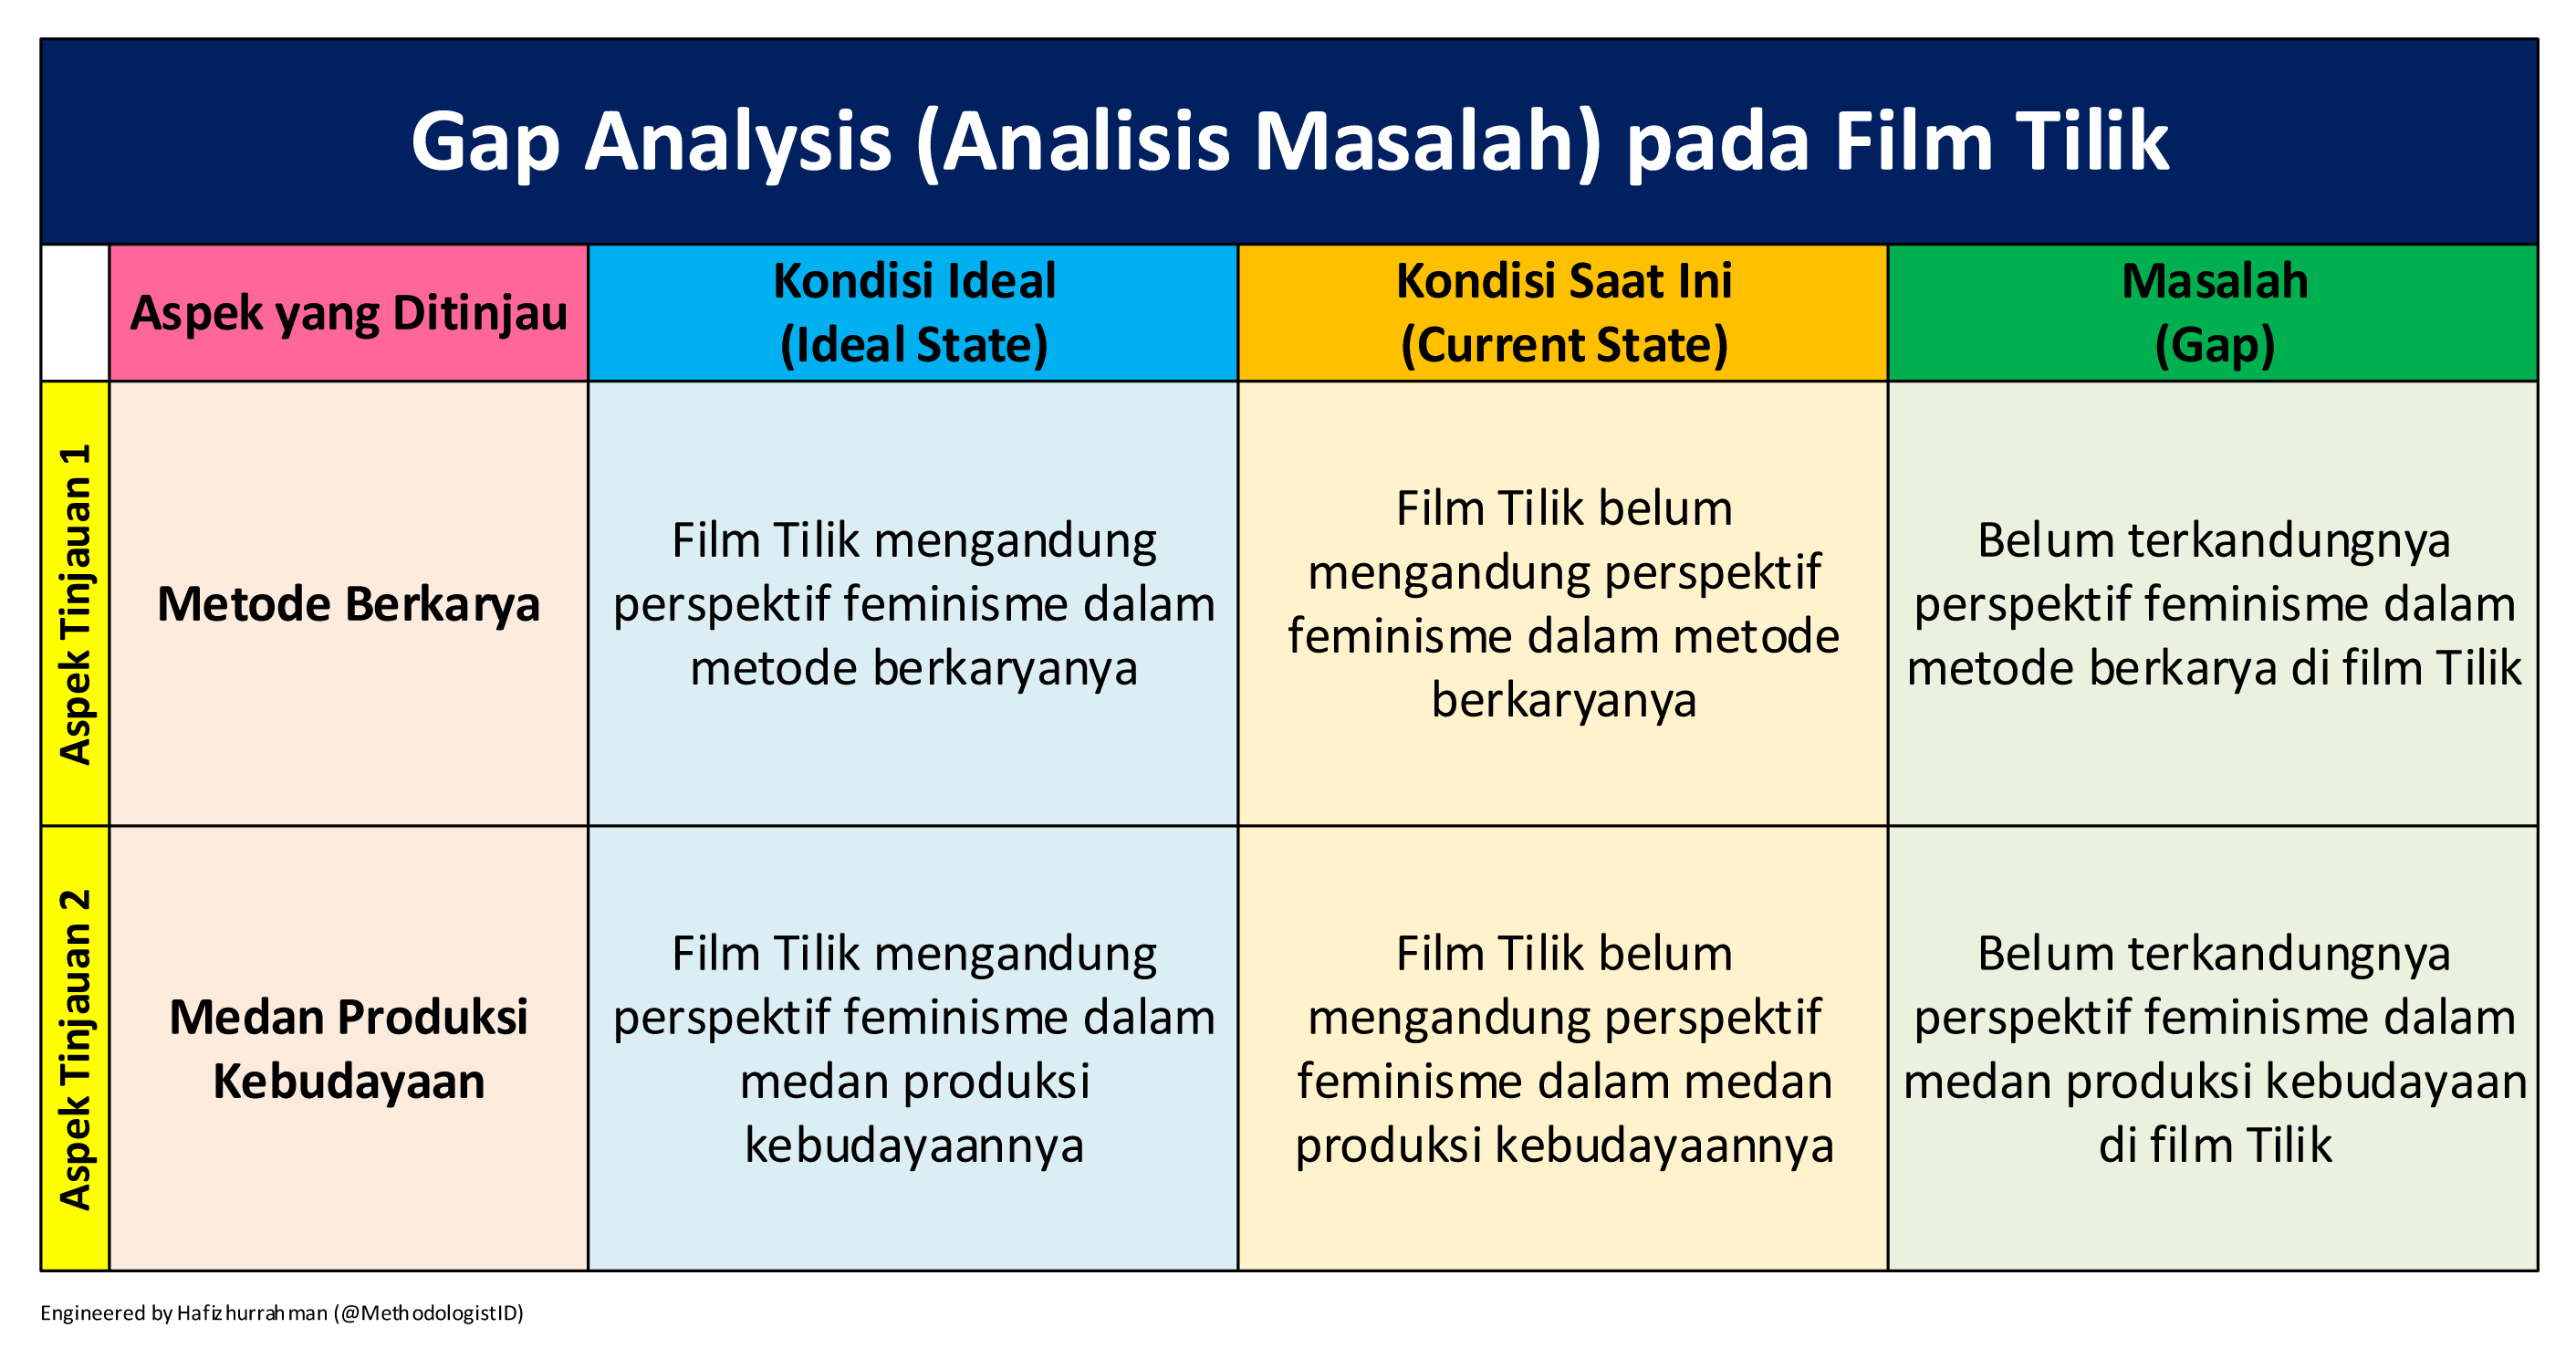 Gap Analysis (Analisis Masalah) pada Film Tilik
Aspek yang Ditinjau
Kondisi Ideal
(Ideal State)
Kondisi Saat Ini
(Current State)
Masalah
(Gap)
Aspek Tinjauan 1
Metode Berkarya
Film Tilik mengandung
perspektif feminisme dalam
metode berkaryanya
Film Tilik belum
mengandung perspektif
feminisme dalam metode
berkaryanya
Belum terkandungnya
perspektif feminisme dalam
metode berkarya di film Tilik
Aspek Tinjauan 2
Medan Produksi
Kebudayaan
Film Tilik mengandung
perspektif feminisme dalam
medan produksi
kebudayaannya
Film Tilik belum
mengandung perspektif
feminisme dalam medan
produksi kebudayaannya
Belum terkandungnya
perspektif feminisme dalam
medan produksi kebudayaan
di film Tilik
Engineered by Hafizhurrahman (@MethodologistID)